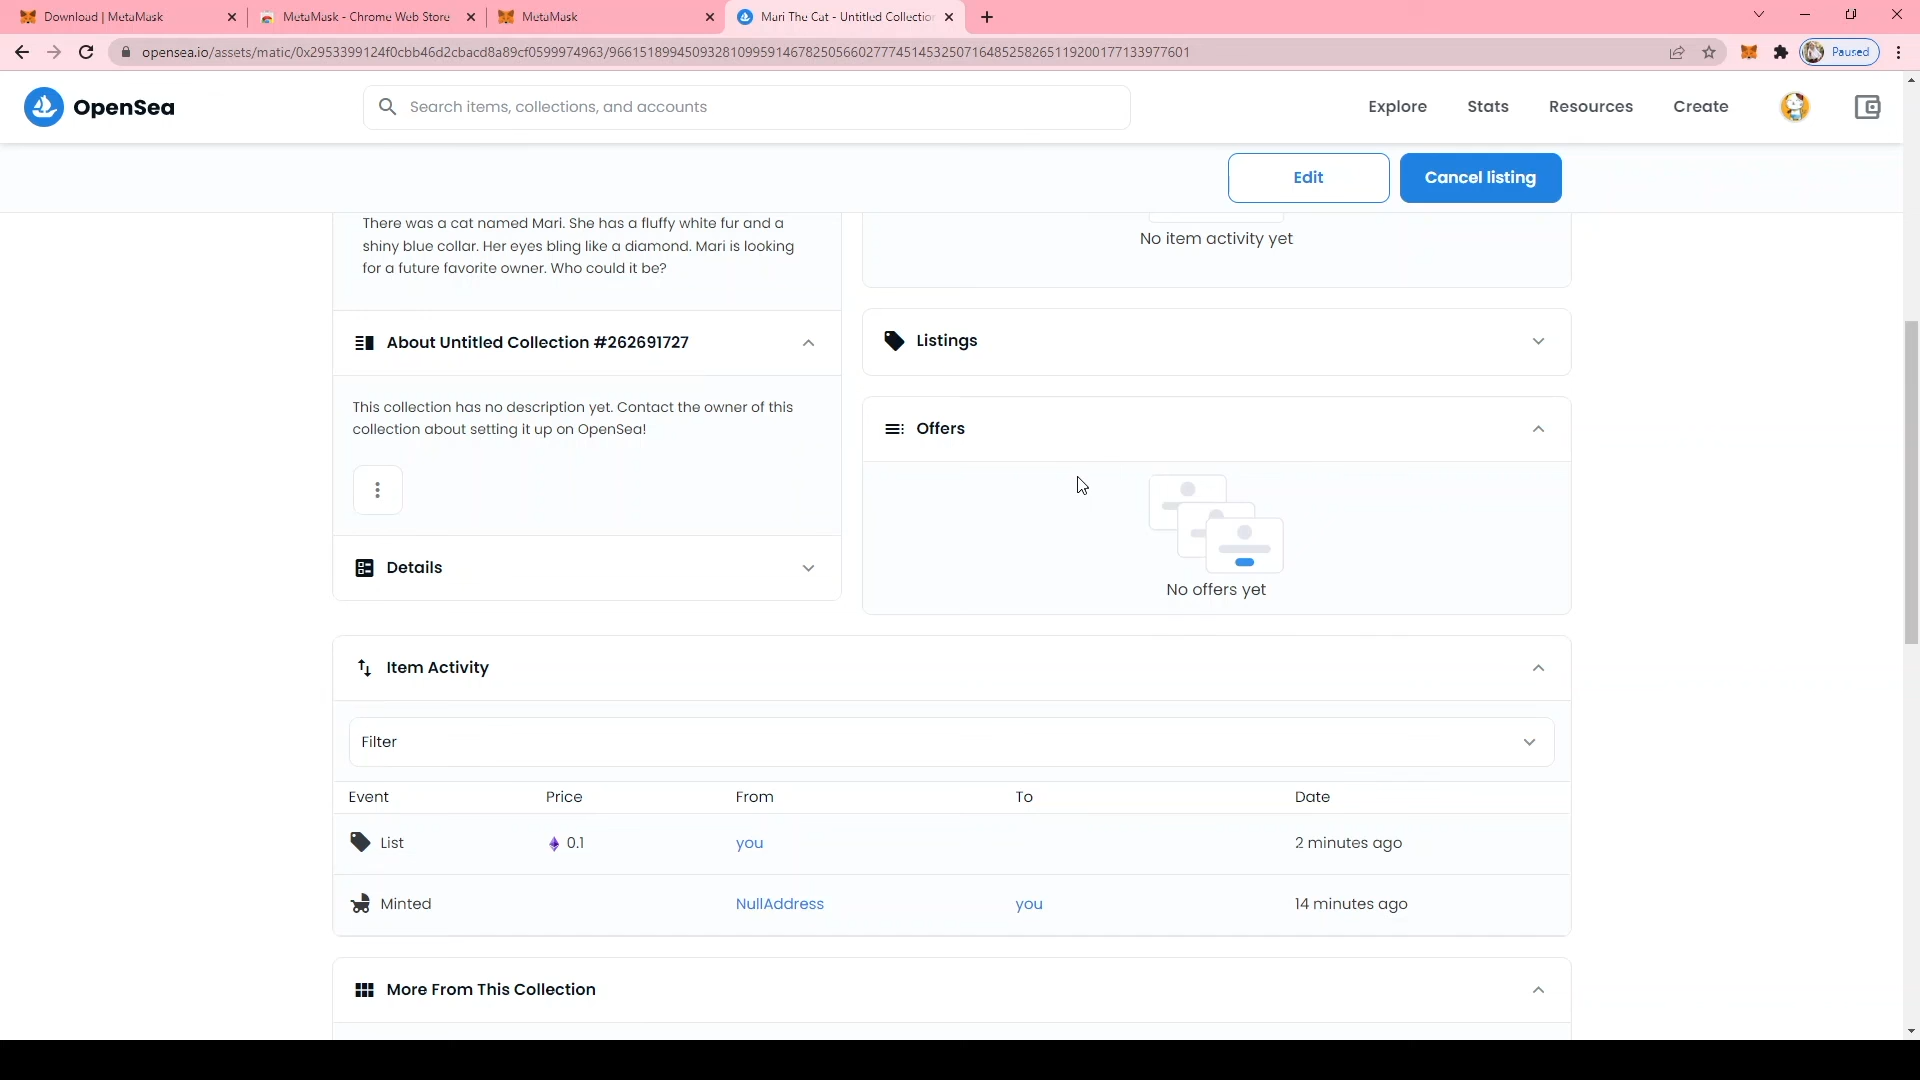 Download | MetaMask
MetaMask - Chrome Web Store
MetaMask
Mari The Cat - Untitled Collection
opensea.io/assets/matic/0x2953399124f0cbb46d2cbacd8a89cf0599974963/96615189945093281099591467825056602777451453250716485258265119200177133977601
Paused
OpenSea
Search items, collections, and accounts
Explore
Stats
Resources
Create
Edit
Cancel listing
There was a cat named Mari. She has a fluffy white fur and a
shiny blue collar. Her eyes bling like a diamond. Mari is looking
for a future favorite owner. Who could it be?
No item activity yet
About Untitled Collection #262691727
This collection has no description yet. Contact the owner of this
collection about setting it up on OpenSea!
Details
Listings
Offers
No offers yet
Item Activity
Filter
Event Price From To Date
List 0.1 you 2 minutes ago
Minted NullAddress you 14 minutes ago
More From This Collection